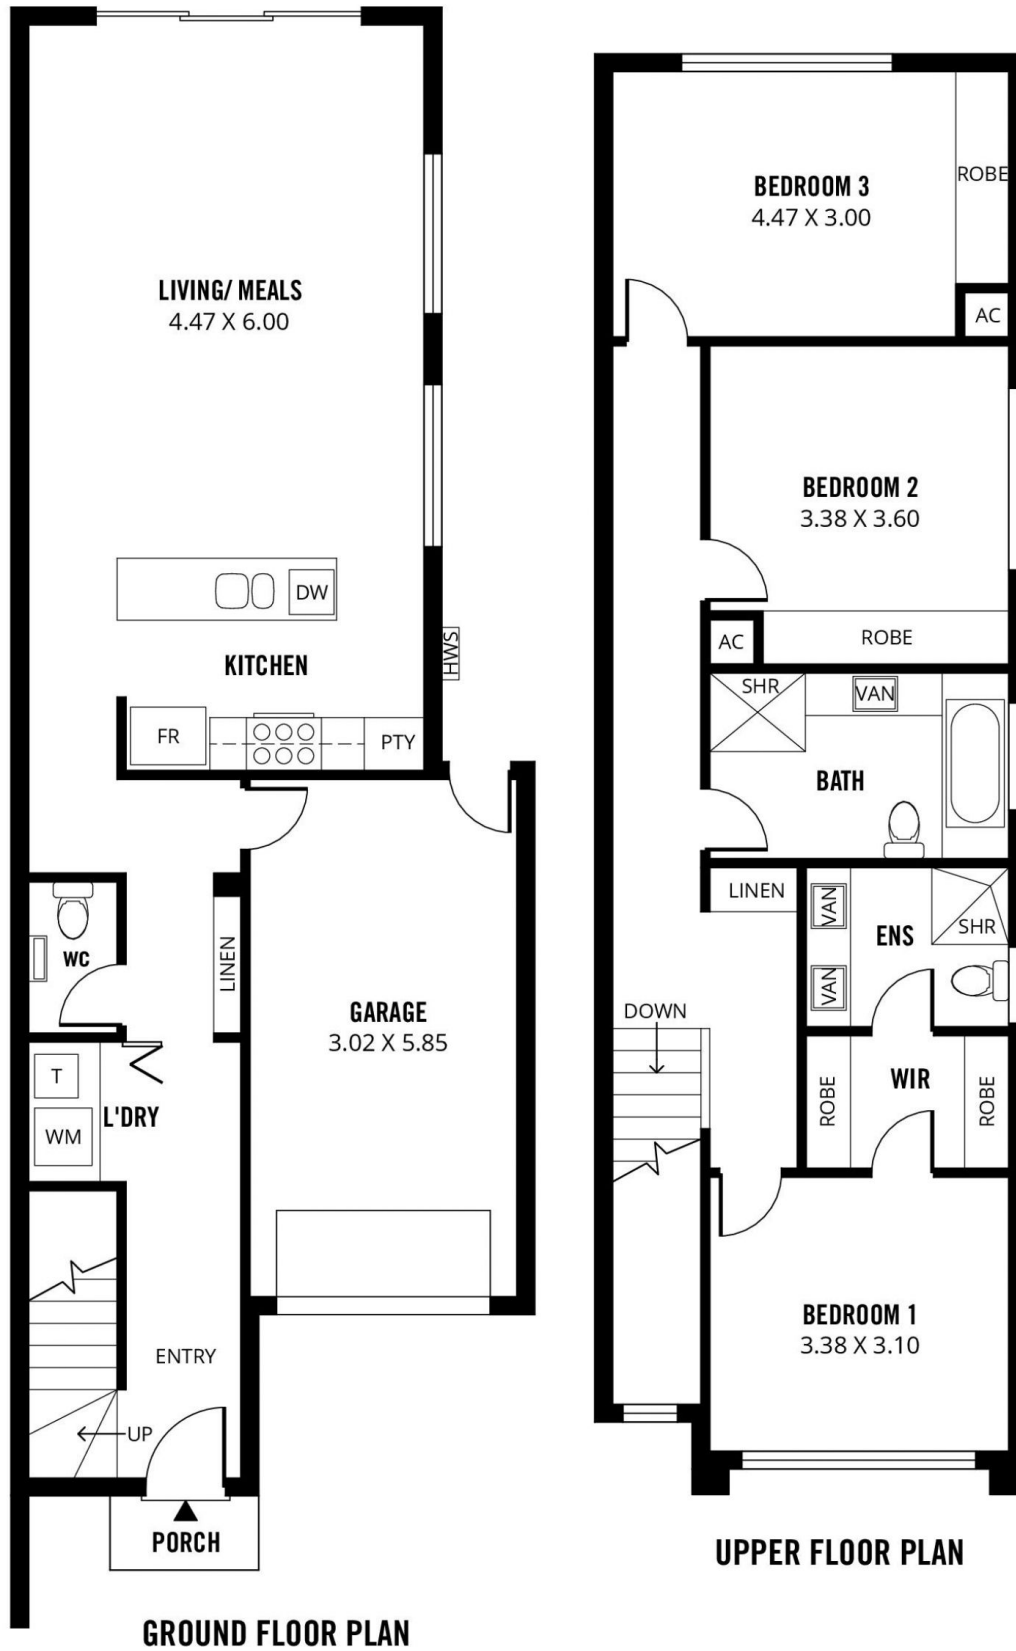 LIVING/ MEALS
4.47 X 6.00
DW
KITCHEN
HWS
FR
PTY
WC
LINEN
GARAGE
3.02 X 5.85
T
L'DRY
WM
ENTRY
UP
PORCH
GROUND FLOOR PLAN
BEDROOM 3
4.47 X 3.00
ROBE
AC
BEDROOM 2
3.38 X 3.60
AC
ROBE
SHR
VAN
BATH
LINEN
VAN
ENS
SHR
VAN
DOWN
ROBE
WIR
ROBE
BEDROOM 1
3.38 X 3.10
UPPER FLOOR PLAN